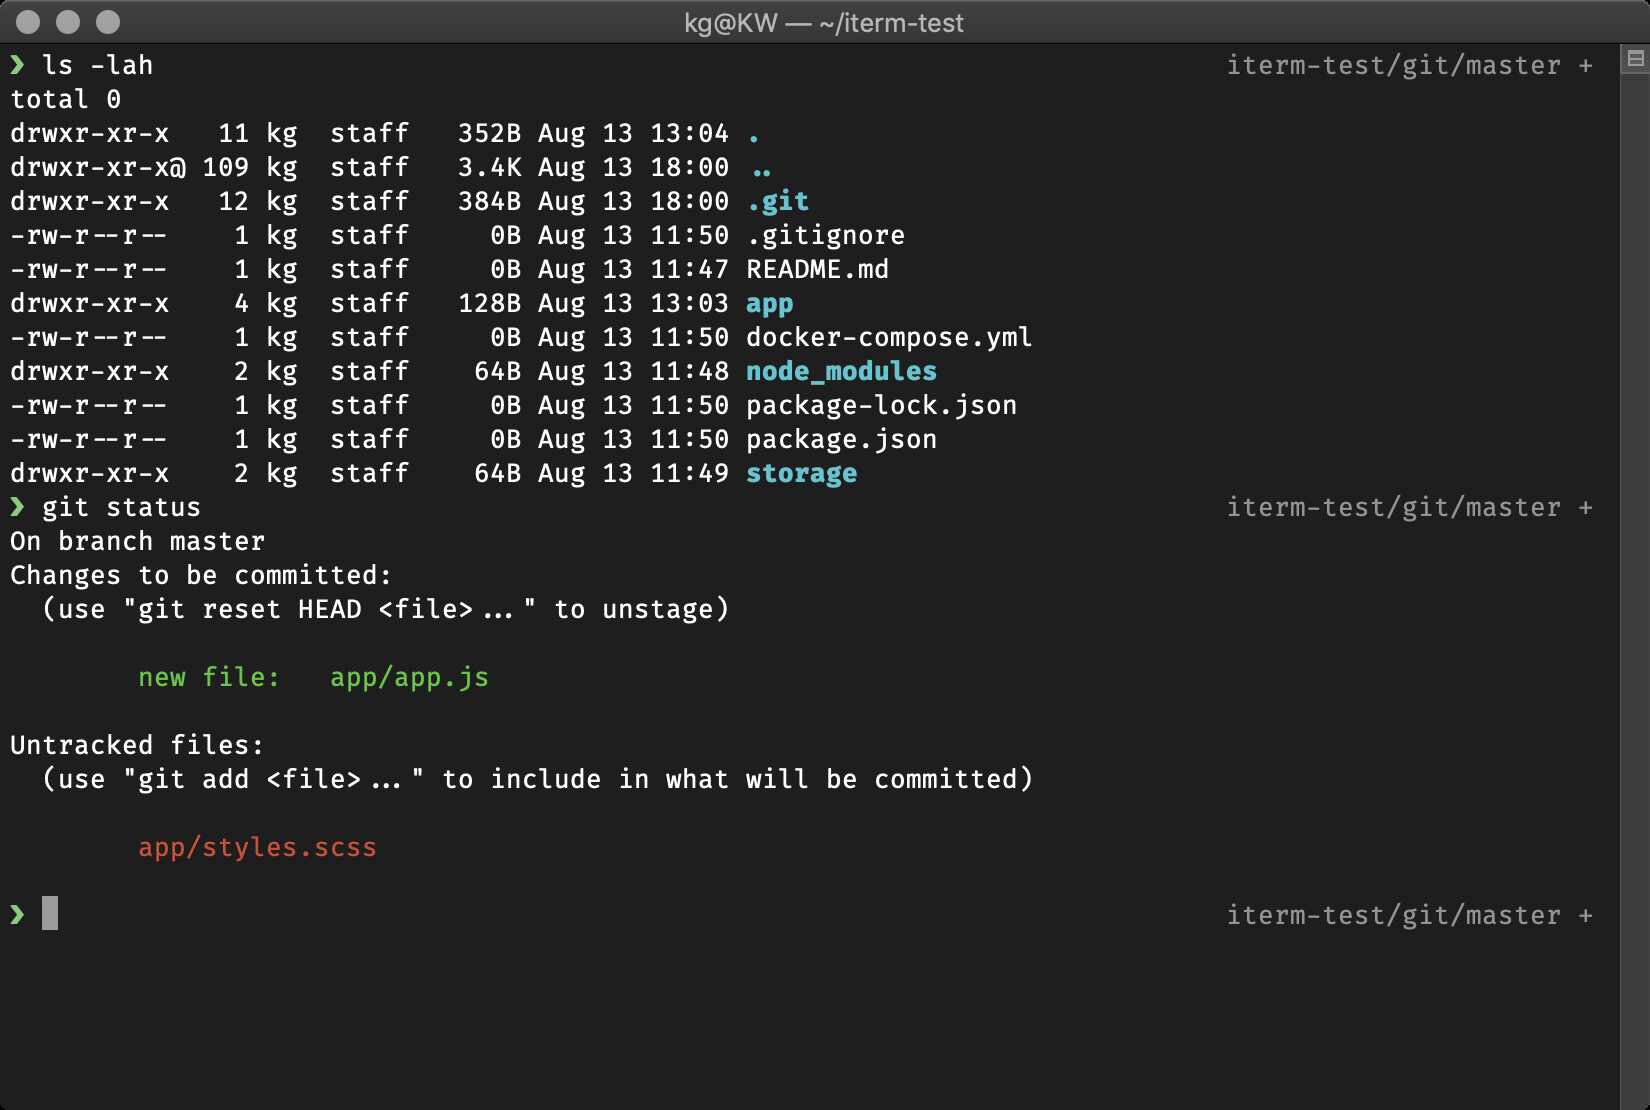 kg@KW — ~/iterm-test
❯ ls -lah iterm-test/git/master +
total 0
drwxr-xr-x   11 kg  staff   352B Aug 13 13:04 .
drwxr-xr-x@ 109 kg  staff   3.4K Aug 13 18:00 ..
drwxr-xr-x   12 kg  staff   384B Aug 13 18:00 .git
-rw-r--r--    1 kg  staff     0B Aug 13 11:50 .gitignore
-rw-r--r--    1 kg  staff     0B Aug 13 11:47 README.md
drwxr-xr-x    4 kg  staff   128B Aug 13 13:03 app
-rw-r--r--    1 kg  staff     0B Aug 13 11:50 docker-compose.yml
drwxr-xr-x    2 kg  staff    64B Aug 13 11:48 node_modules
-rw-r--r--    1 kg  staff     0B Aug 13 11:50 package-lock.json
-rw-r--r--    1 kg  staff     0B Aug 13 11:50 package.json
drwxr-xr-x    2 kg  staff    64B Aug 13 11:49 storage
❯ git status iterm-test/git/master +
On branch master
Changes to be committed:
  (use "git reset HEAD <file>..." to unstage)
        new file:   app/app.js
Untracked files:
  (use "git add <file>..." to include in what will be committed)
        app/styles.scss
❯ iterm-test/git/master +